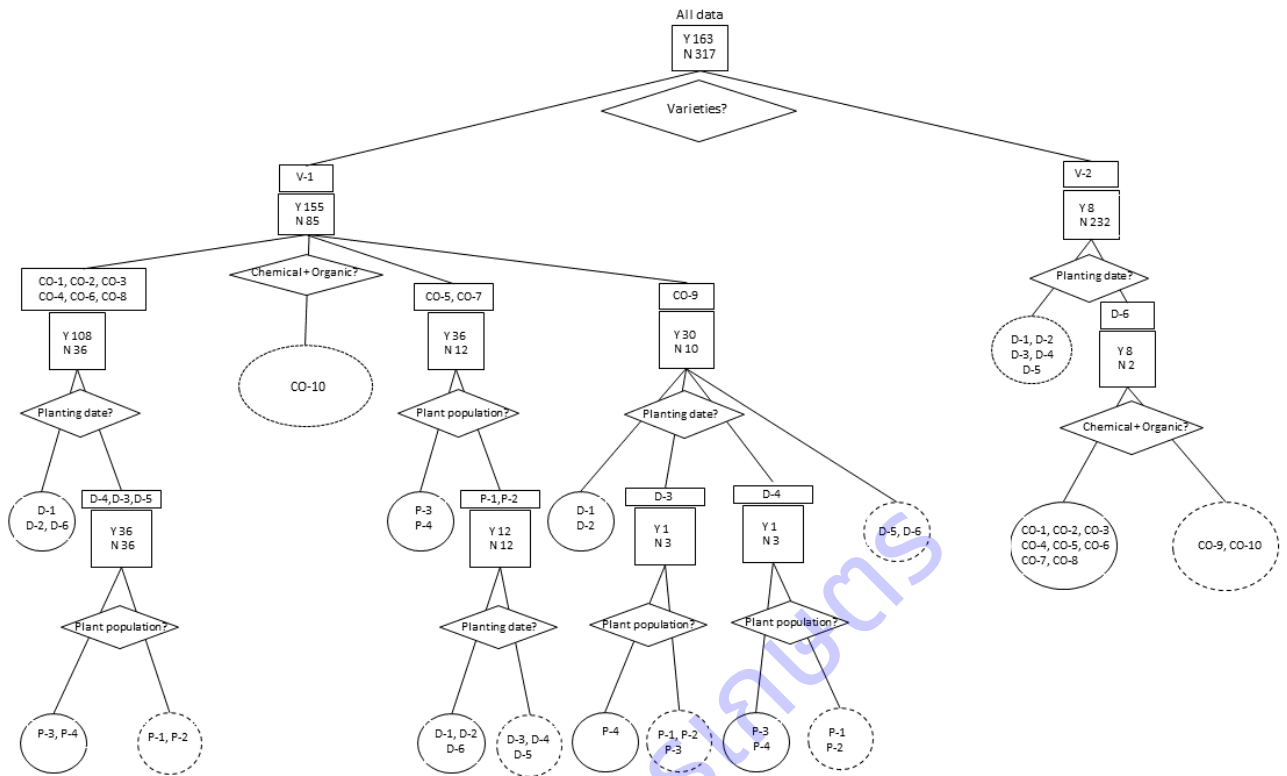 All data
Y 163
N 317
Varieties?
V-1
Y 155
N 85
V-2
Y 8
N 232
CO-1, CO-2, CO-3
CO-4, CO-6, CO-8
Y 108
N 36
Planting date?
D-1
D-2, D-6
D-4,D-3,D-5
Y 36
N 36
Plant population?
P-3, P-4
P-1, P-2
Chemical + Organic?
CO-10
CO-5, CO-7
Y 36
N 12
Plant population?
P-3
P-4
P-1,P-2
Y 12
N 12
Planting date?
D-1, D-2
D-6
D-3, D-4
D-5
CO-9
Y 30
N 10
Planting date?
D-1
D-2
D-3
Y 1
N 3
Plant population?
P-4
P-1, P-2
P-3
D-4
Y 1
N 3
Plant population?
P-3
P-4
P-1
P-2
D-5, D-6
Planting date?
D-1, D-2
D-3, D-4
D-5
D-6
Y 8
N 2
Chemical + Organic?
CO-1, CO-2, CO-3
CO-4, CO-5, CO-6
CO-7, CO-8
CO-9, CO-10